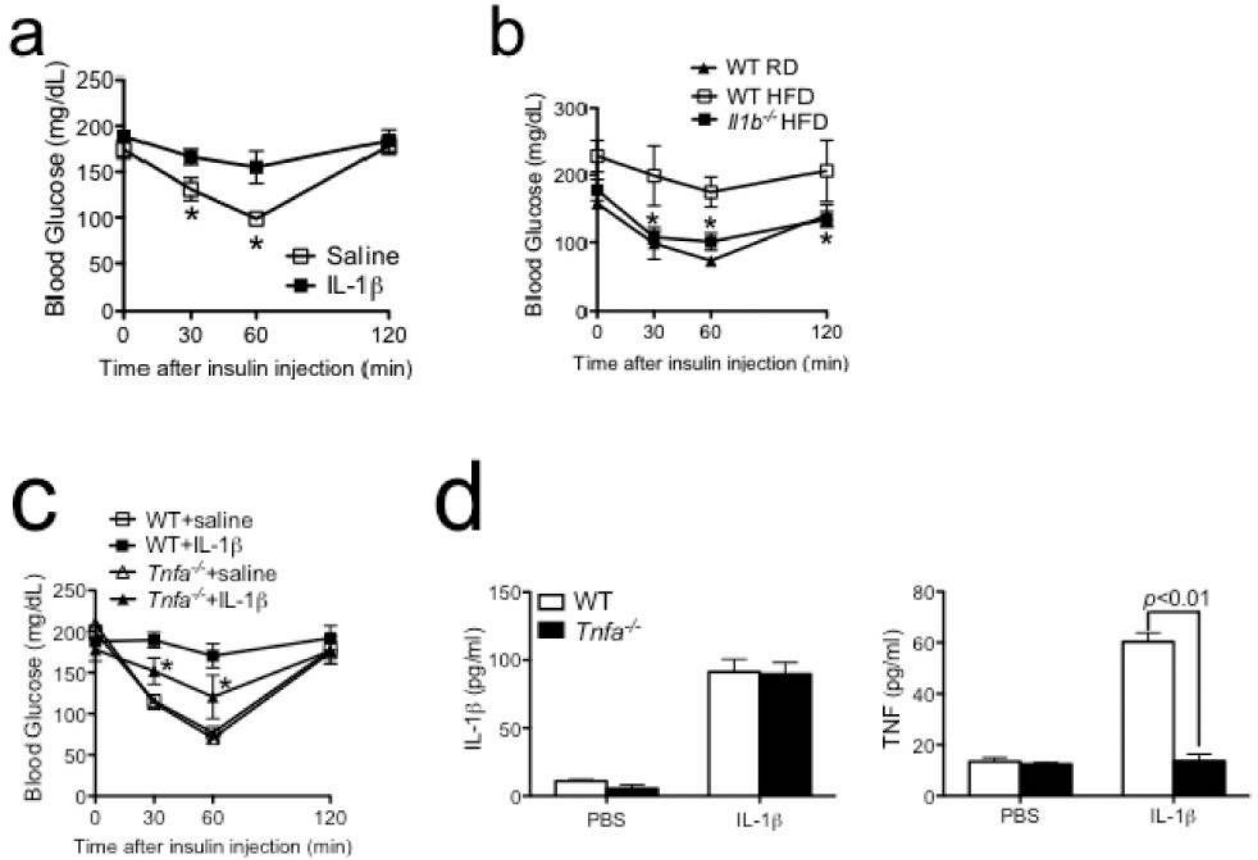 a
Blood Glucose (mg/dL)
250
200
150
100
50
0
*
*
Saline
IL-1β
0 30 60 120
Time after insulin injection (min)
b
WT RD
WT HFD
Il1b-/- HFD
Blood Glucose (mg/dL)
300
200
100
0
*
*
*
0 30 60 120
Time after insulin injection (min)
c
WT+saline
WT+IL-1β
Tnfa-/-+saline
Tnfa-/-+IL-1β
Blood Glucose (mg/dL)
250
200
150
100
50
0
*
*
0 30 60 120
Time after insulin injection (min)
d
IL-1β (pg/ml)
150
100
50
0
WT
Tnfa-/-
PBS IL-1β
TNF (pg/ml)
80
60
40
20
0
p<0.01
PBS IL-1β